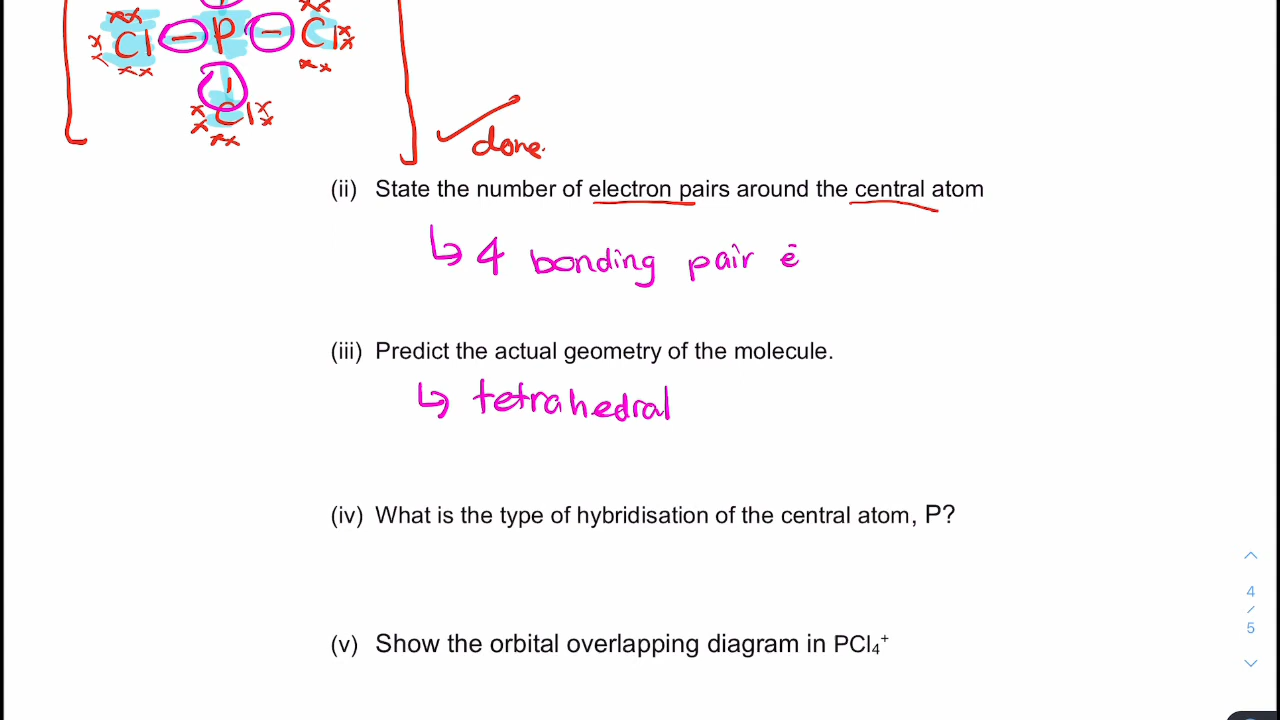 Cl — P — Cl
Cl
done.
(ii) State the number of electron pairs around the central atom
↳ 4 bonding pair ē
(iii) Predict the actual geometry of the molecule.
↳ tetrahedral
(iv) What is the type of hybridisation of the central atom, P?
(v) Show the orbital overlapping diagram in PCl₄⁺
4
/
5